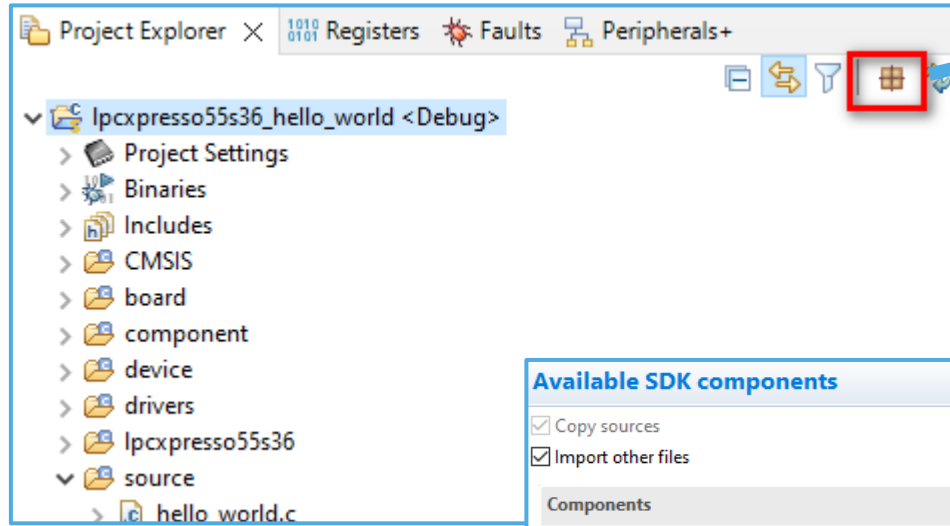 Project Explorer Registers Faults Peripherals+
lpcxpresso55s36_hello_world <Debug>
Project Settings
Binaries
Includes
CMSIS
board
component
device
drivers
lpcxpresso55s36
source
hello_world.c
Available SDK components
Copy sources
Import other files
Components